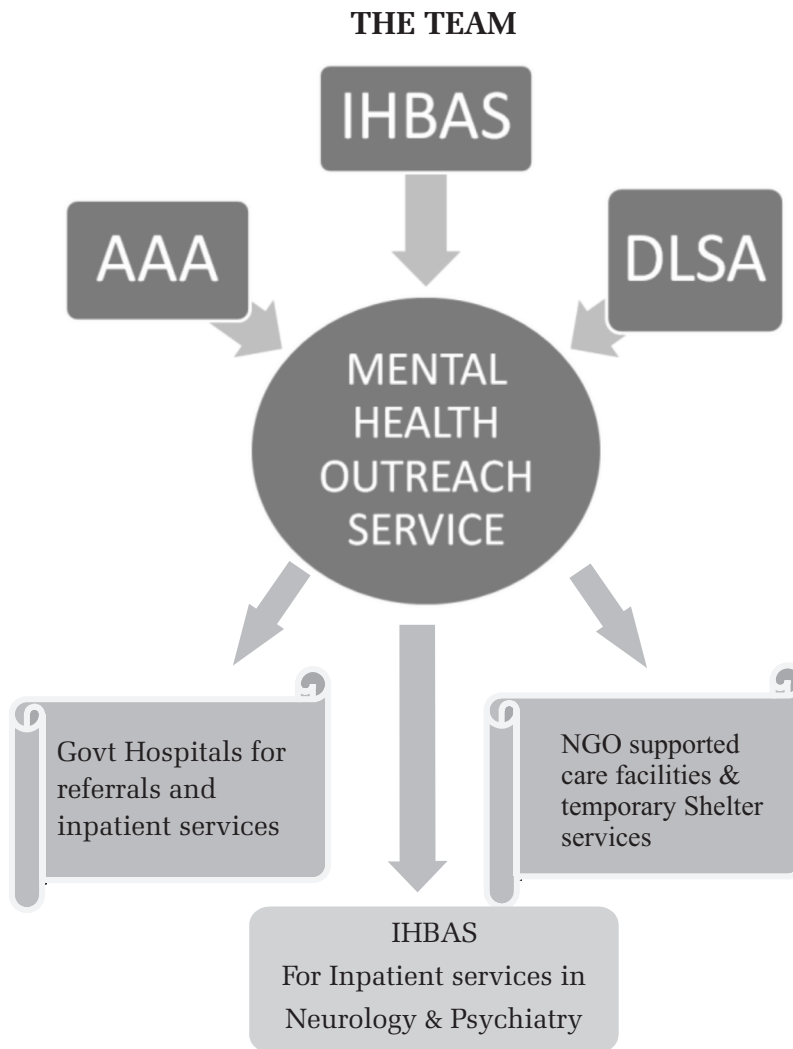 THE TEAM
IHBAS
AAA
DLSA
MENTAL
HEALTH
OUTREACH
SERVICE
Govt Hospitals for
referrals and
inpatient services
NGO supported
care facilities &
temporary Shelter
services
IHBAS
For Inpatient services in
Neurology & Psychiatry